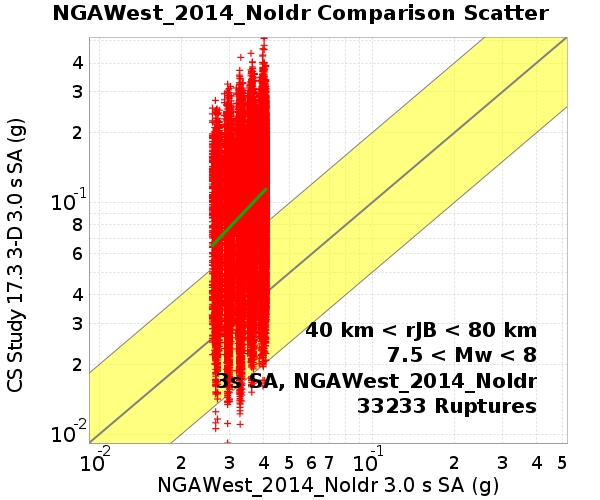 NGAWest_2014_NoIdr Comparison Scatter
CS Study 17.3 3-D 3.0 s SA (g)
4
3
2
10-1
8
6
4
3
2
10-2
40 km < rJB < 80 km
7.5 < Mw < 8
3s SA, NGAWest_2014_NoIdr
33233 Ruptures
10-2 2 3 4 5 6 7 10-1 2 3 4 5
NGAWest_2014_NoIdr 3.0 s SA (g)